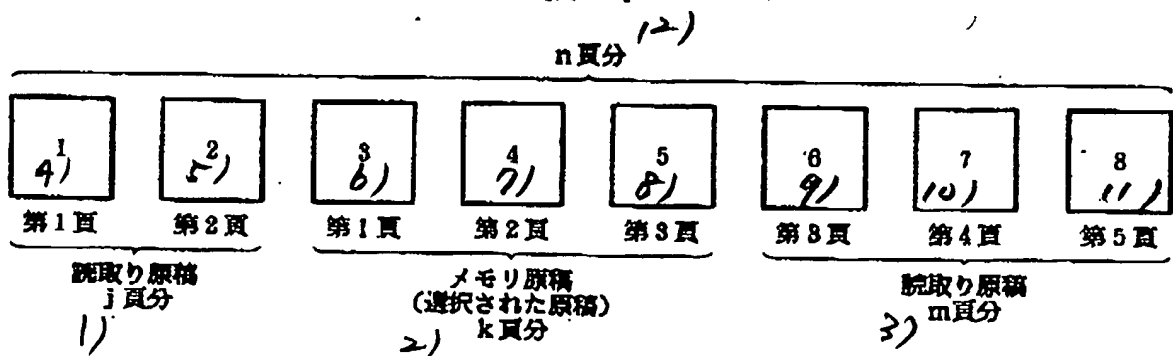 12)
n頁分
1 2 3 4 5 6 7 8
4) 5) 6) 7) 8) 9) 10) 11)
第1頁 第2頁 第1頁 第2頁 第3頁 第3頁 第4頁 第5頁
読取り原稿 メモリ原稿 読取り原稿
j頁分 (選択された原稿) m頁分
k頁分
1) 2) 3)